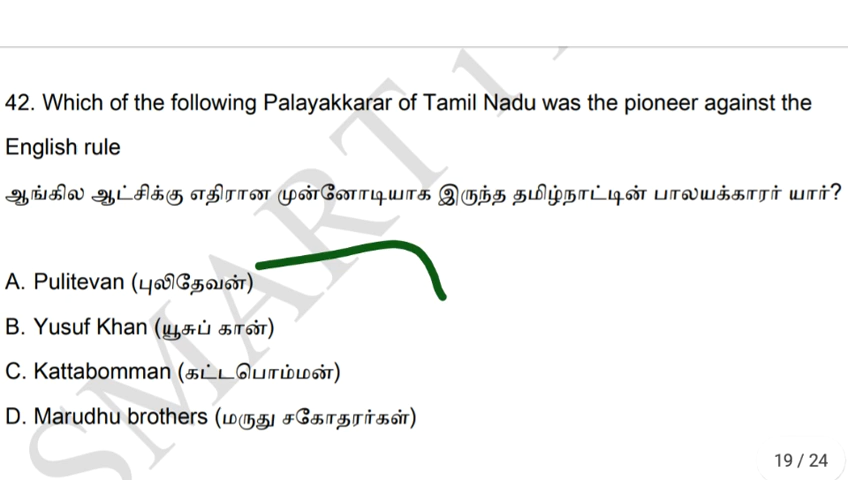 42. Which of the following Palayakkarar of Tamil Nadu was the pioneer against the
English rule
ஆங்கில ஆட்சிக்கு எதிரான முன்னோடியாக இருந்த தமிழ்நாட்டின் பாலயக்காரர் யார்?
A. Pulitevan (புலிதேவன்)
B. Yusuf Khan (யூசுப் கான்)
C. Kattabomman (கட்டபொம்மன்)
D. Marudhu brothers (மருது சகோதரர்கள்)
SMART 1
19 / 24